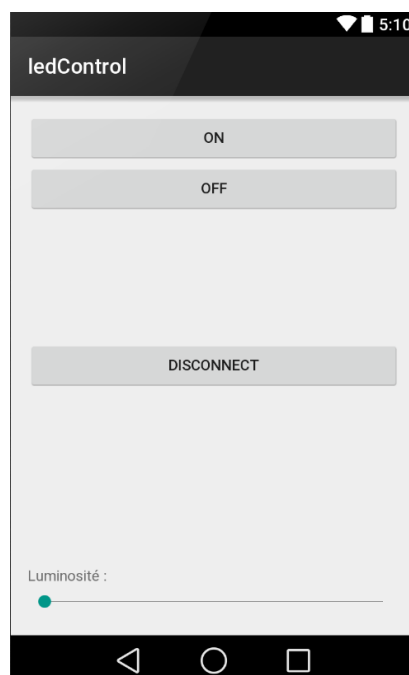 5:10
ledControl
ON
OFF
DISCONNECT
Luminosité :